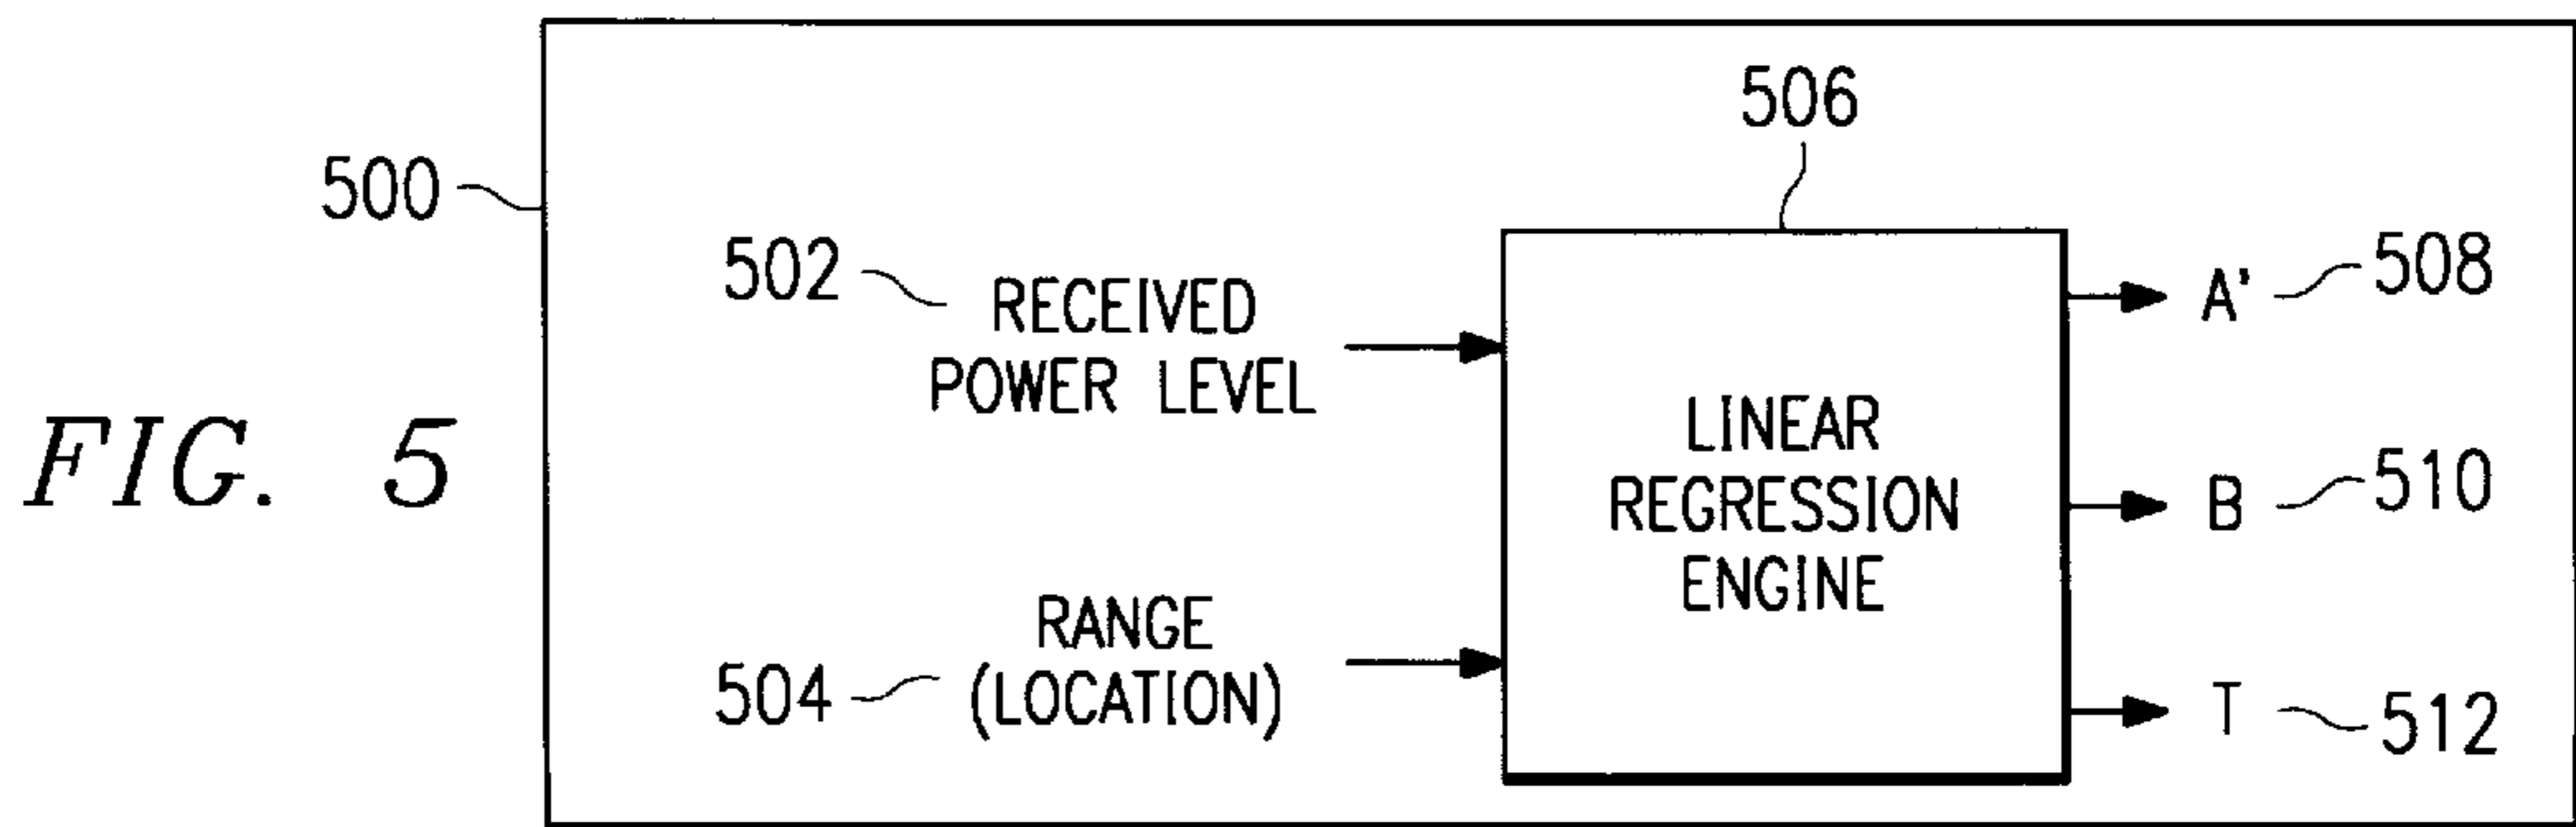 506
500
502
RECEIVED
POWER LEVEL
A'
508
LINEAR
REGRESSION
ENGINE
B
510
FIG. 5
RANGE
(LOCATION)
504
T
512